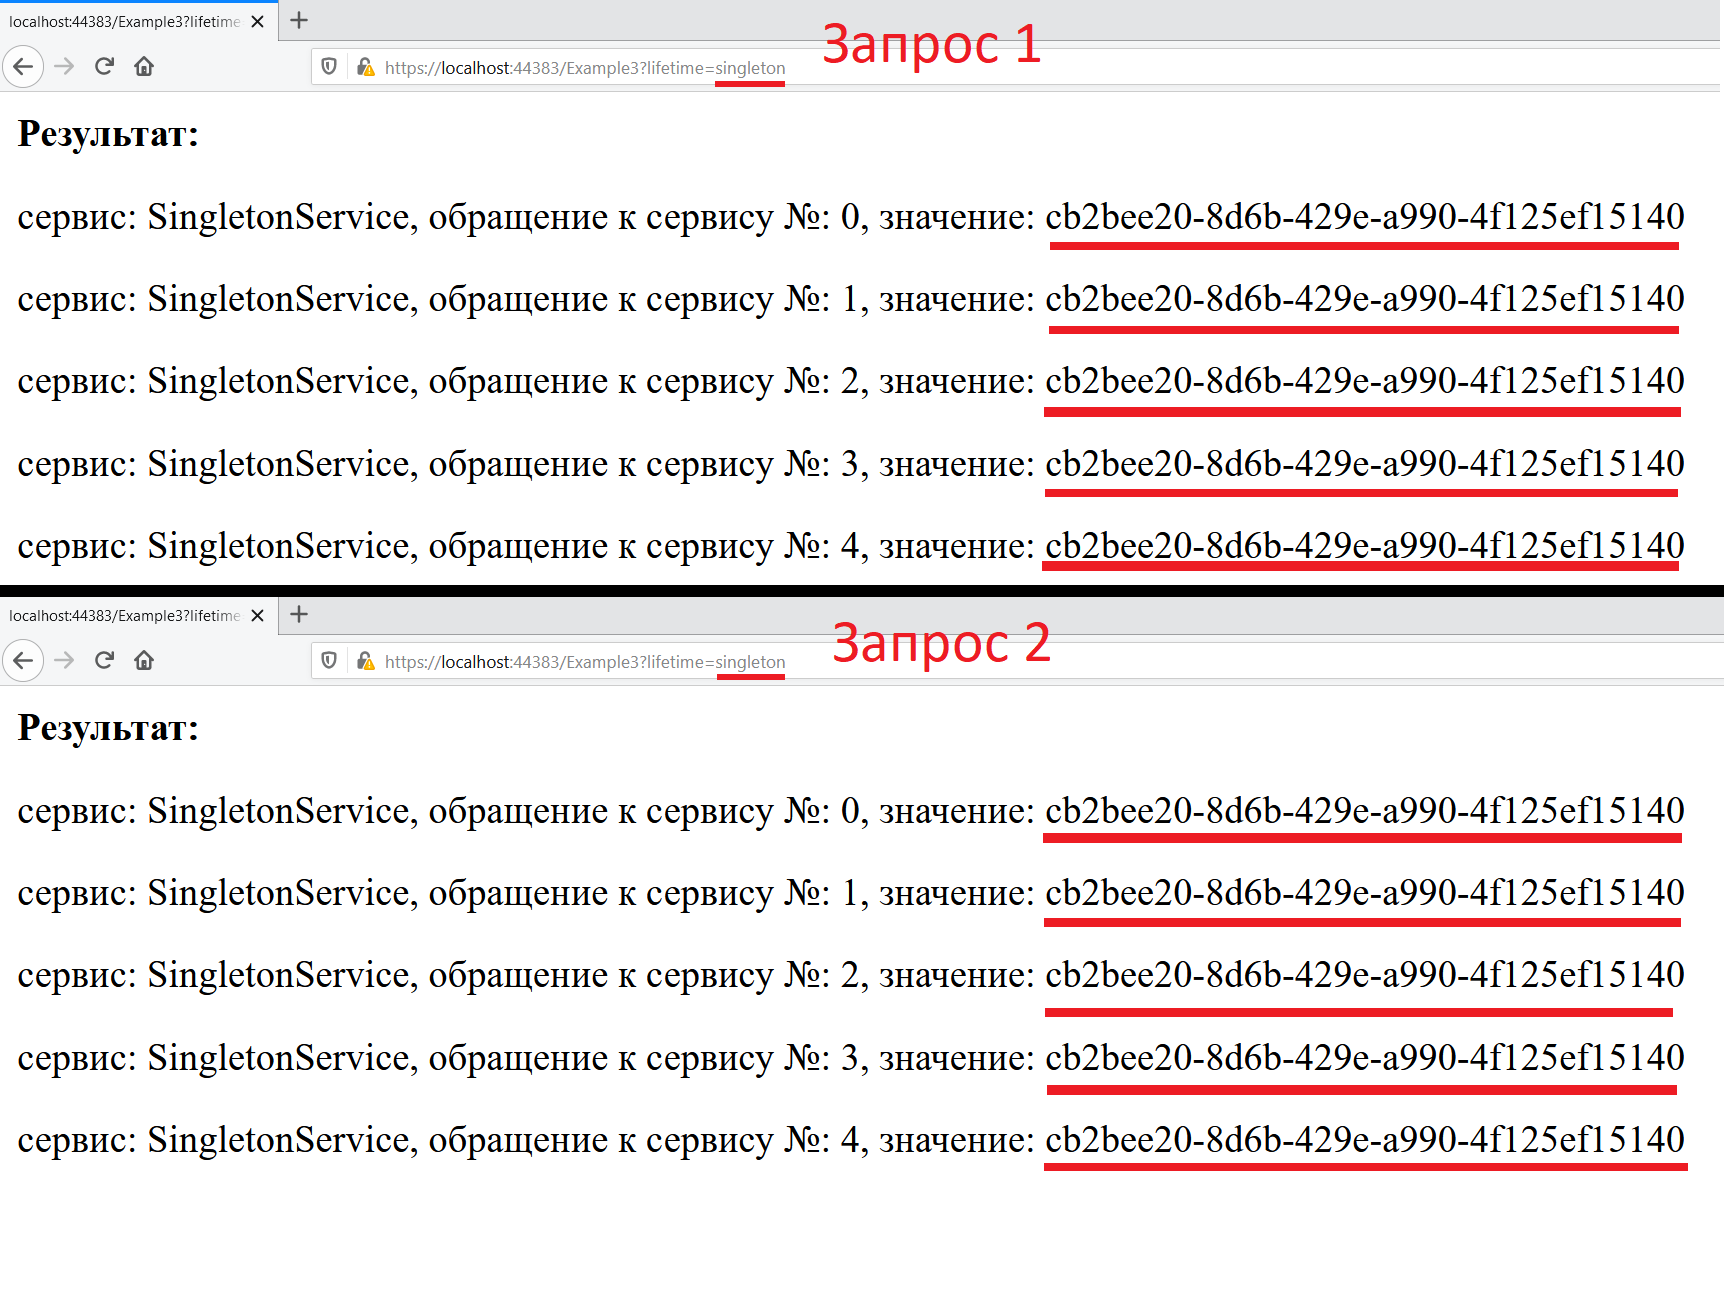 localhost:44383/Example3?lifetime
Запрос 1
https://localhost:44383/Example3?lifetime=singleton
Результат:
сервис: SingletonService, обращение к сервису №: 0, значение: cb2bee20-8d6b-429e-a990-4f125ef15140
сервис: SingletonService, обращение к сервису №: 1, значение: cb2bee20-8d6b-429e-a990-4f125ef15140
сервис: SingletonService, обращение к сервису №: 2, значение: cb2bee20-8d6b-429e-a990-4f125ef15140
сервис: SingletonService, обращение к сервису №: 3, значение: cb2bee20-8d6b-429e-a990-4f125ef15140
сервис: SingletonService, обращение к сервису №: 4, значение: cb2bee20-8d6b-429e-a990-4f125ef15140
localhost:44383/Example3?lifetime
Запрос 2
https://localhost:44383/Example3?lifetime=singleton
Результат:
сервис: SingletonService, обращение к сервису №: 0, значение: cb2bee20-8d6b-429e-a990-4f125ef15140
сервис: SingletonService, обращение к сервису №: 1, значение: cb2bee20-8d6b-429e-a990-4f125ef15140
сервис: SingletonService, обращение к сервису №: 2, значение: cb2bee20-8d6b-429e-a990-4f125ef15140
сервис: SingletonService, обращение к сервису №: 3, значение: cb2bee20-8d6b-429e-a990-4f125ef15140
сервис: SingletonService, обращение к сервису №: 4, значение: cb2bee20-8d6b-429e-a990-4f125ef15140